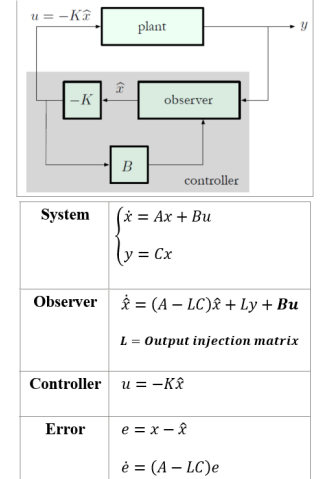 u = −Kx̂
plant
y
−K
x̂
observer
B
controller
System
ẋ = Ax + Bu
y = Cx
Observer
x̂̇ = (A − LC)x̂ + Ly + Bu
L = Output injection matrix
Controller
u = −Kx̂
Error
e = x − x̂
ė = (A − LC)e